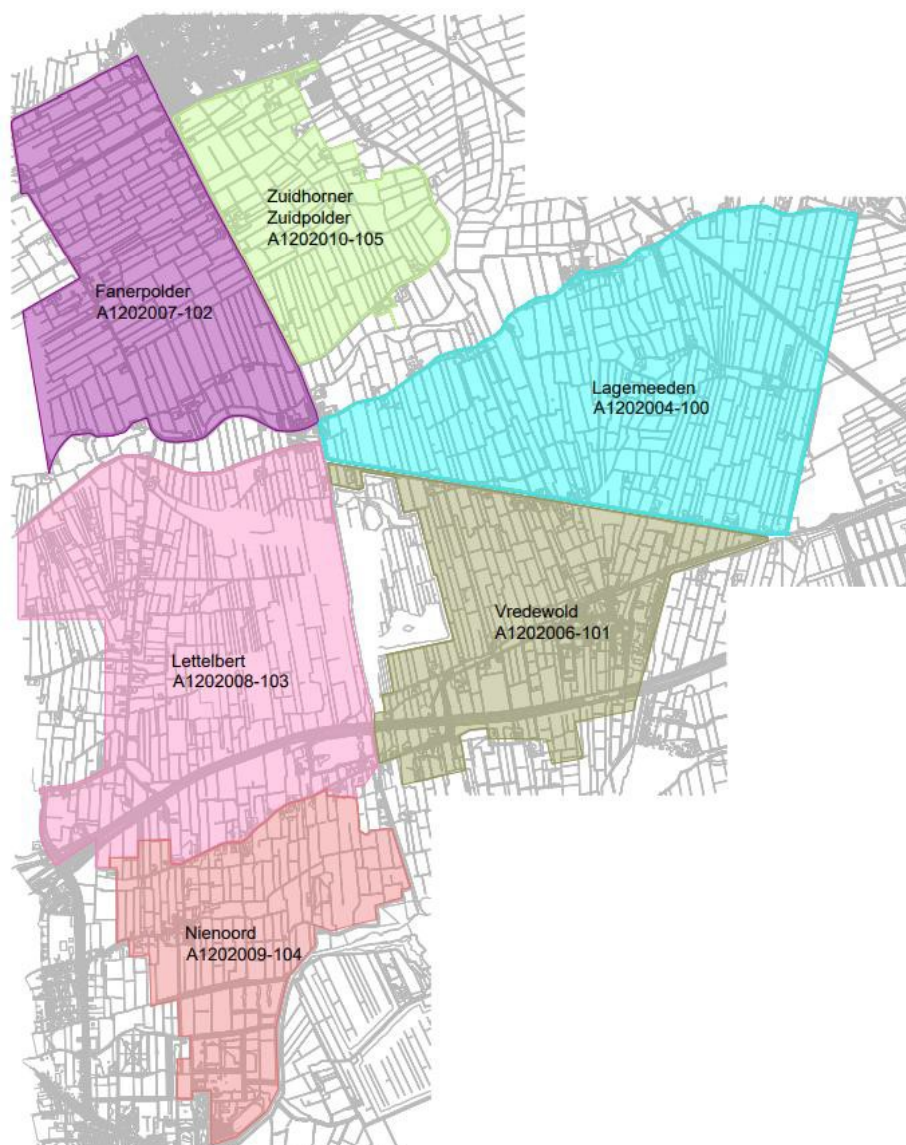 Zuidhorner
Zuidpolder
A1202010-105
Fanerpolder
A1202007-102
Lagemeeden
A1202004-100
Vredewold
A1202006-101
Lettelbert
A1202008-103
Nienoord
A1202009-104